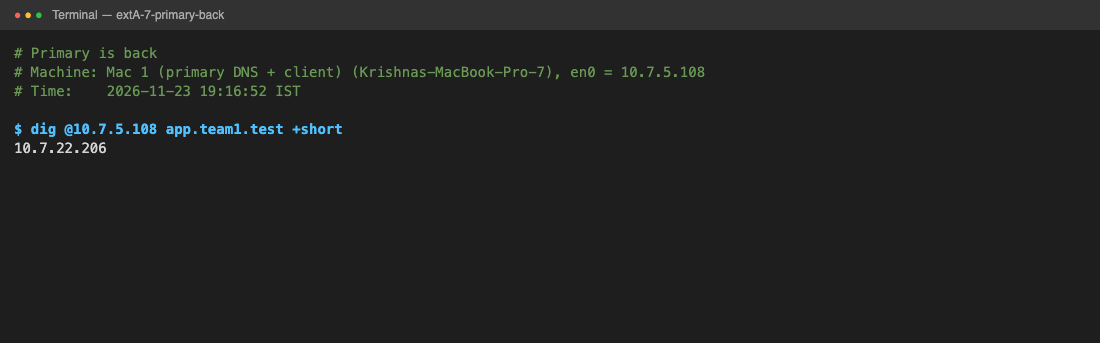 Terminal — extA-7-primary-back
# Primary is back
# Machine: Mac 1 (primary DNS + client) (Krishnas-MacBook-Pro-7), en0 = 10.7.5.108
# Time:    2026-11-23 19:16:52 IST
$ dig @10.7.5.108 app.team1.test +short
10.7.22.206